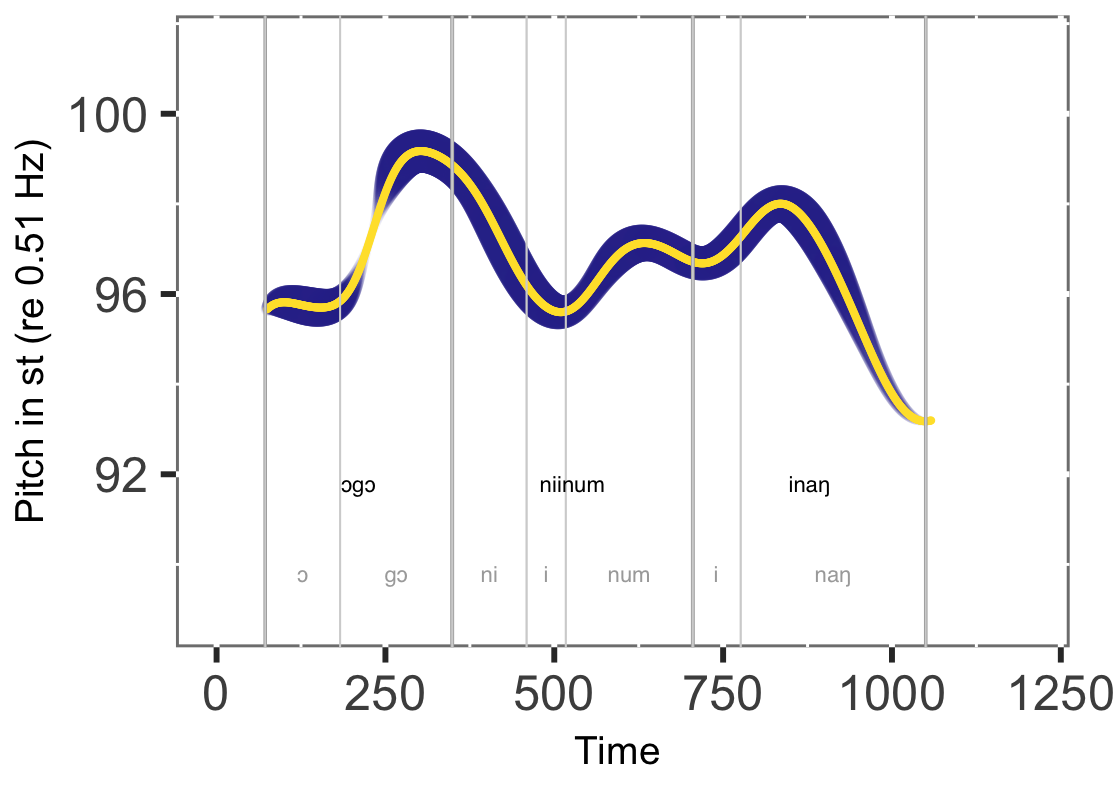 100
96
92
Pitch in st (re 0.51 Hz)
ɔgɔ niinum inaŋ
ɔ gɔ ni i num i naŋ
0 250 500 750 1000 1250
Time